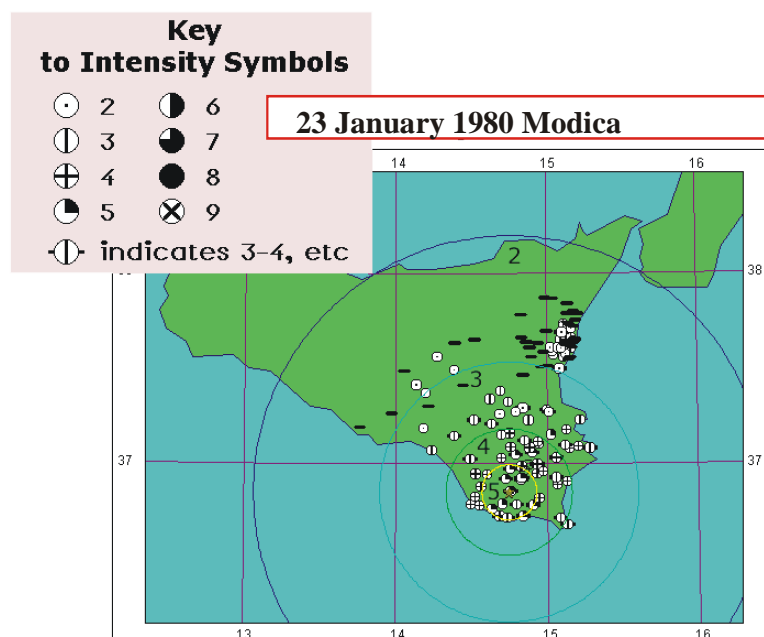 Key
to Intensity Symbols
2 6
3 7
4 8
5 9
indicates 3-4, etc
23 January 1980 Modica
14 15 16
2
38
3
4
37 37
5
13 14 15 16